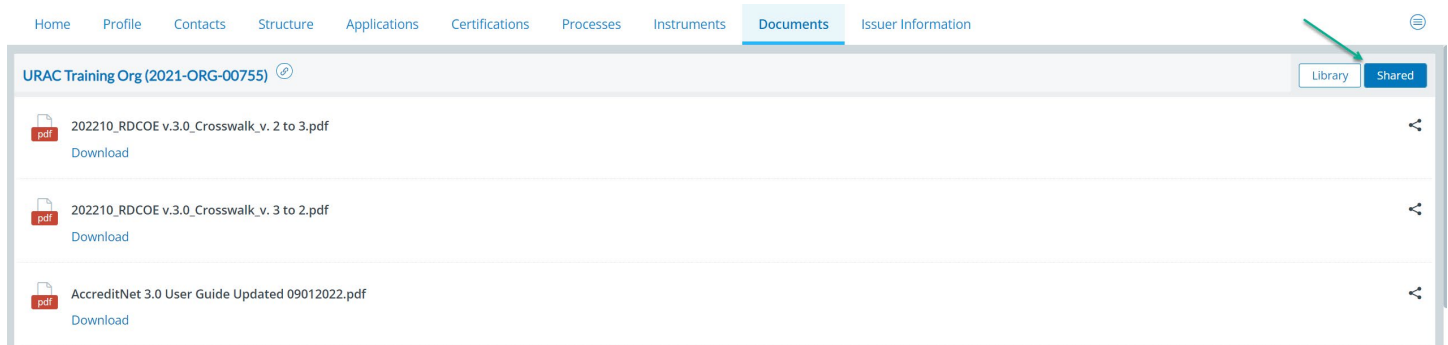 Home Profile Contacts Structure Applications Certifications Processes Instruments Documents Issuer Information
URAC Training Org (2021-ORG-00755)
Library Shared
pdf
202210_RDCOE v.3.0_Crosswalk_v. 2 to 3.pdf
Download
pdf
202210_RDCOE v.3.0_Crosswalk_v. 3 to 2.pdf
Download
pdf
AccreditNet 3.0 User Guide Updated 09012022.pdf
Download